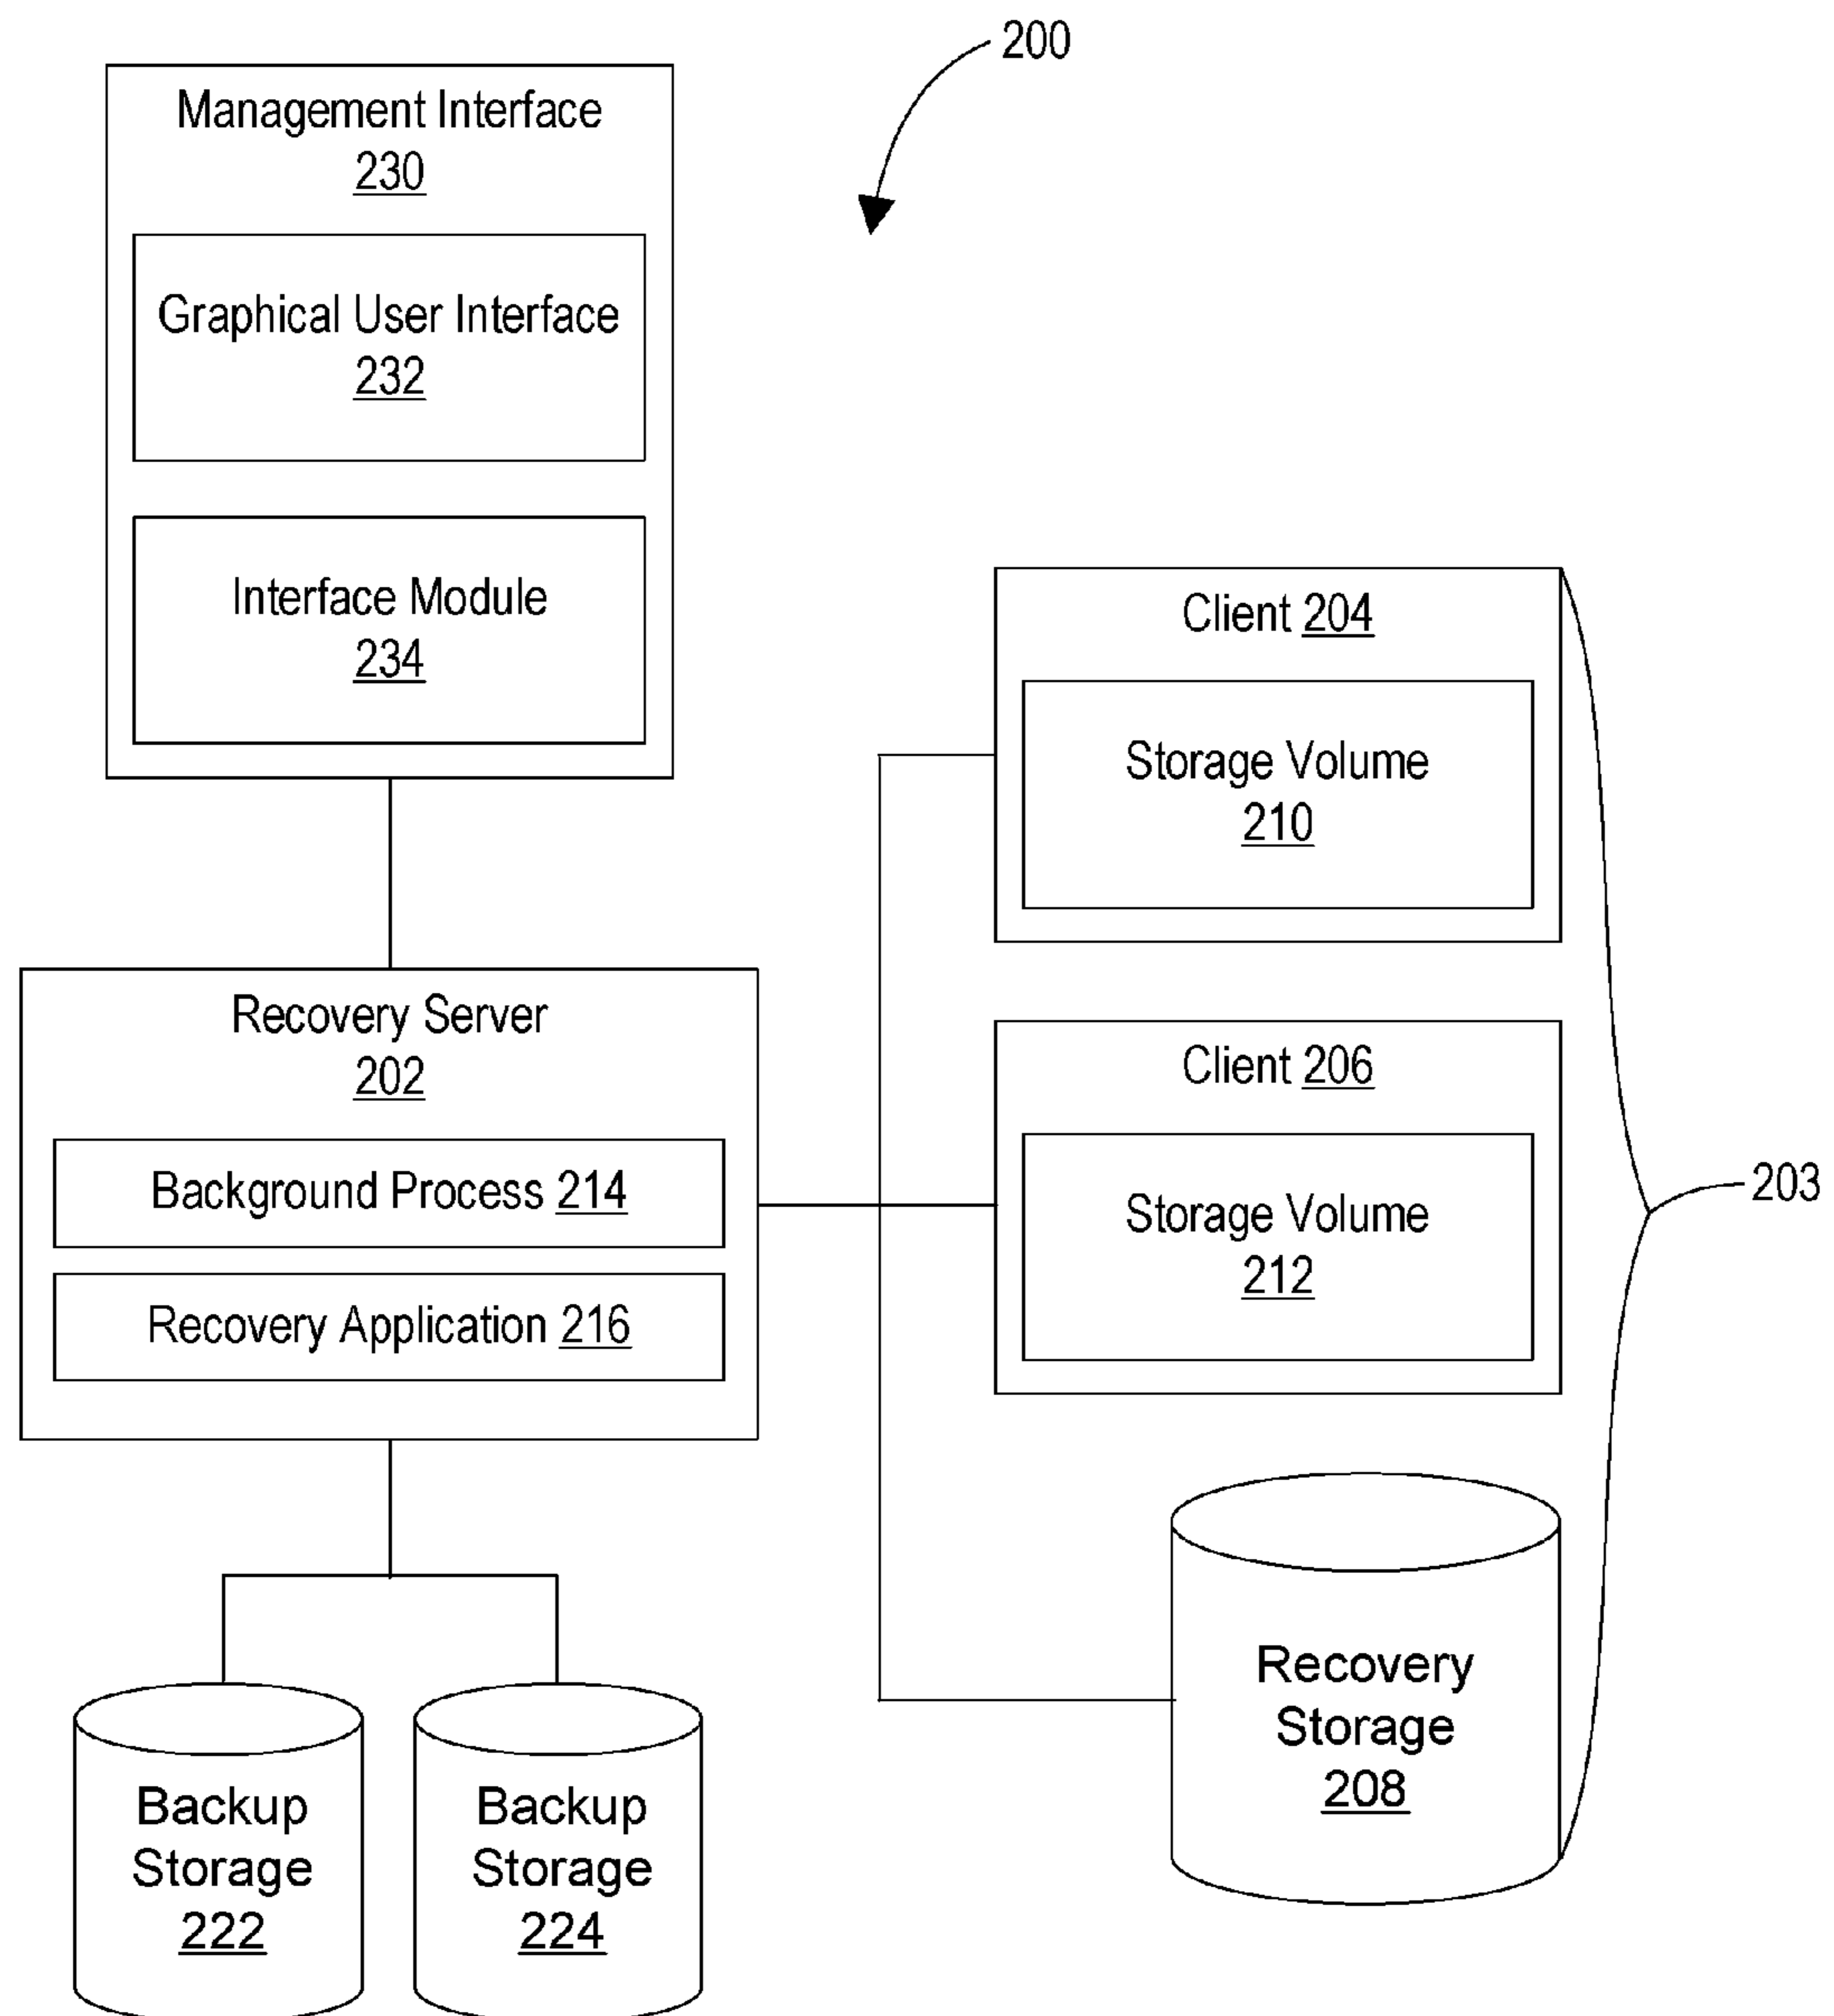 200
Management Interface
230
Graphical User Interface
232
Interface Module
234
Client 204
Storage Volume
210
Recovery Server
202
Background Process 214
Recovery Application 216
Client 206
Storage Volume
212
203
Recovery
Storage
208
Backup
Storage
222
Backup
Storage
224